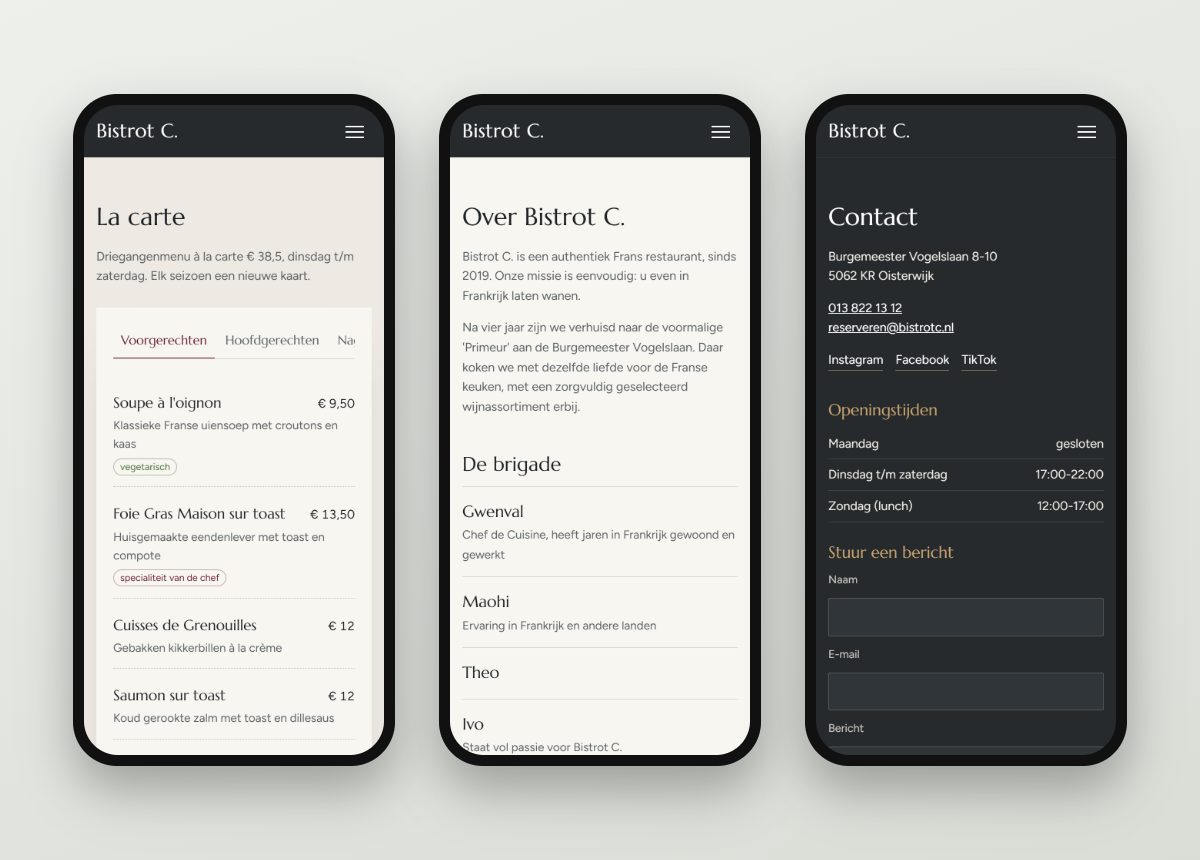 Bistrot C.
La carte
Driegangenmenu à la carte € 38,5, dinsdag t/m
zaterdag. Elk seizoen een nieuwe kaart.
Voorgerechten Hoofdgerechten
Soupe à l'oignon € 9,50
Klassieke Franse uiensoep met croutons en
kaas
vegetarisch
Foie Gras Maison sur toast € 13,50
Huisgemaakte eendenlever met toast en
compote
specialiteit van de chef
Cuisses de Grenouilles € 12
Gebakken kikkerbillen à la crème
Saumon sur toast € 12
Koud gerookte zalm met toast en dillesaus
Bistrot C.
Over Bistrot C.
Bistrot C. is een authentiek Frans restaurant, sinds
2019. Onze missie is eenvoudig: u even in
Frankrijk laten wanen.
Na vier jaar zijn we verhuisd naar de voormalige
'Primeur' aan de Burgemeester Vogelslaan. Daar
koken we met dezelfde liefde voor de Franse
keuken, met een zorgvuldig geselecteerd
wijnassortiment erbij.
De brigade
Gwenval
Chef de Cuisine, heeft jaren in Frankrijk gewoond en
gewerkt
Maohi
Ervaring in Frankrijk en andere landen
Theo
Ivo
Staat vol passie voor Bistrot C.
Bistrot C.
Contact
Burgemeester Vogelslaan 8-10
5062 KR Oisterwijk
013 822 13 12
reserveren@bistrotc.nl
Instagram Facebook TikTok
Openingstijden
Maandag gesloten
Dinsdag t/m zaterdag 17:00-22:00
Zondag (lunch) 12:00-17:00
Stuur een bericht
Naam
E-mail
Bericht